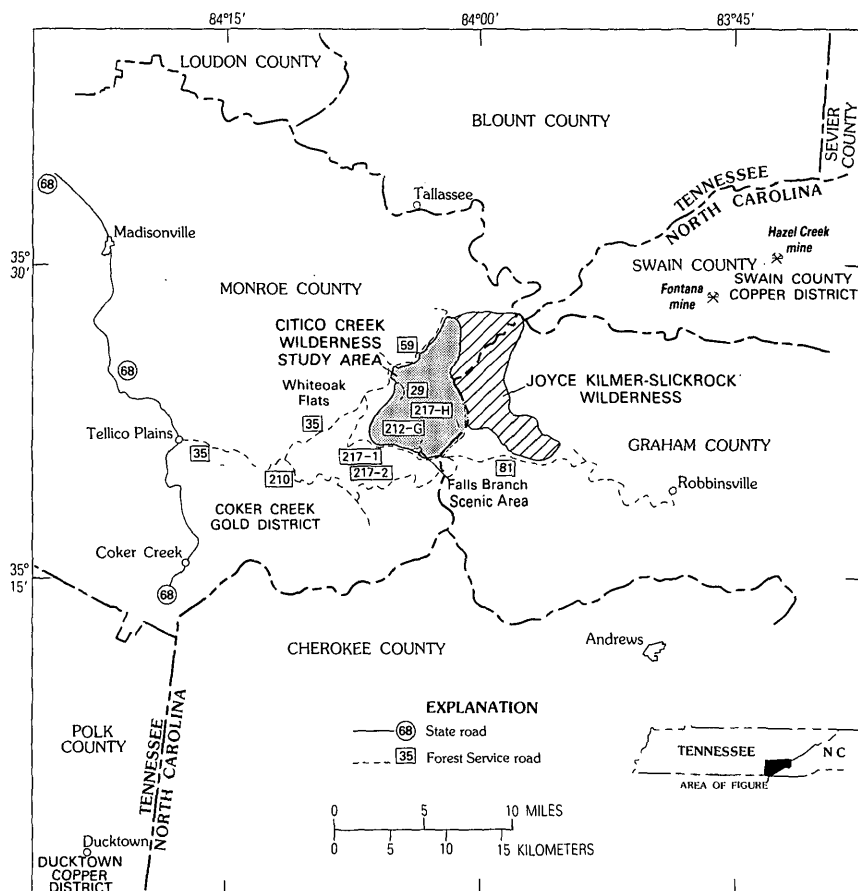 84°15'
84°00'
83°45'
LOUDON COUNTY
BLOUNT COUNTY
SEVIER
COUNTY
68
Tallassee
TENNESSEE
NORTH CAROLINA
Madisonville
Hazel Creek
mine
35°
30'
SWAIN COUNTY
SWAIN COUNTY
COPPER DISTRICT
Fontana
mine
MONROE COUNTY
CITICO CREEK
WILDERNESS
STUDY AREA
59
68
Whiteoak
Flats
29
JOYCE KILMER-SLICKROCK
WILDERNESS
217-H
35
212-G
Tellico Plains
GRAHAM COUNTY
35
217-1
81
217-2
210
Falls Branch
Scenic Area
Robbinsville
COKER CREEK
GOLD DISTRICT
Coker Creek
35°
15'
68
CHEROKEE COUNTY
Andrews
POLK
COUNTY
TENNESSEE
NORTH CAROLINA
EXPLANATION
68 State road
35 Forest Service road
TENNESSEE
N C
AREA OF FIGURE
0 5 10 MILES
0 5 10 15 KILOMETERS
Ducktown
DUCKTOWN
COPPER
DISTRICT